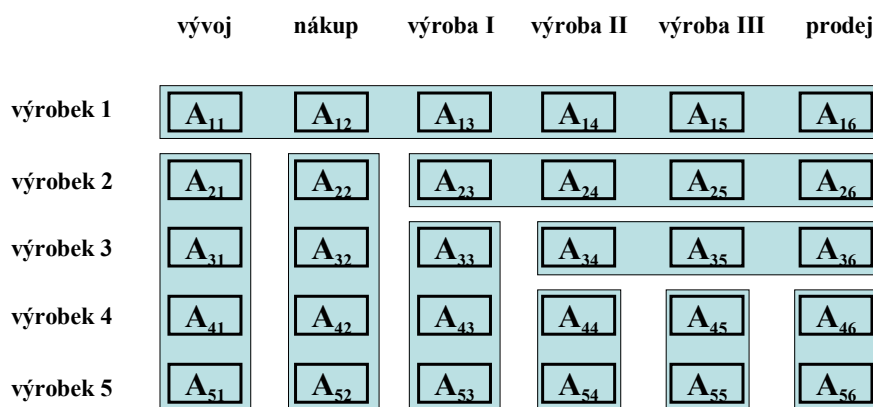 vývoj nákup výroba I výroba II výroba III prodej
výrobek 1 A11 A12 A13 A14 A15 A16
výrobek 2 A21 A22 A23 A24 A25 A26
výrobek 3 A31 A32 A33 A34 A35 A36
výrobek 4 A41 A42 A43 A44 A45 A46
výrobek 5 A51 A52 A53 A54 A55 A56